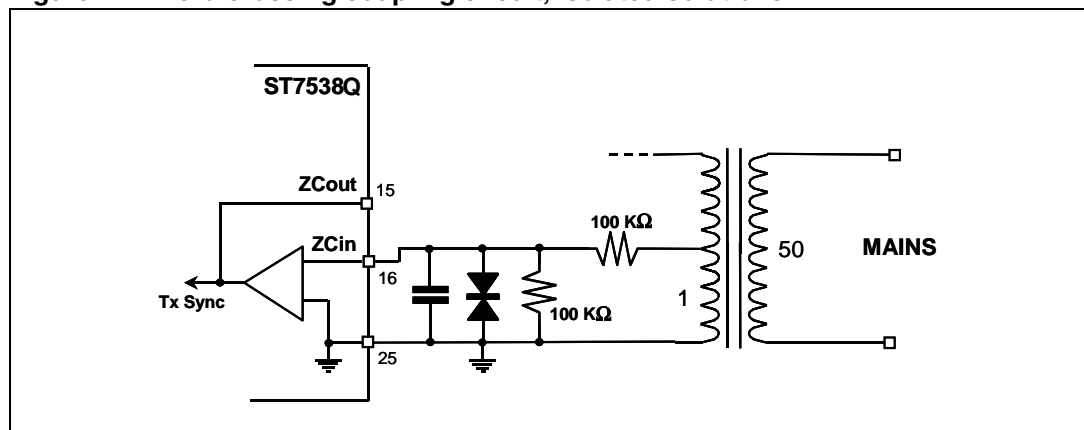 ST7538Q
ZCout
15
100 KΩ
ZCin
16
50
MAINS
Tx Sync
1
100 KΩ
25